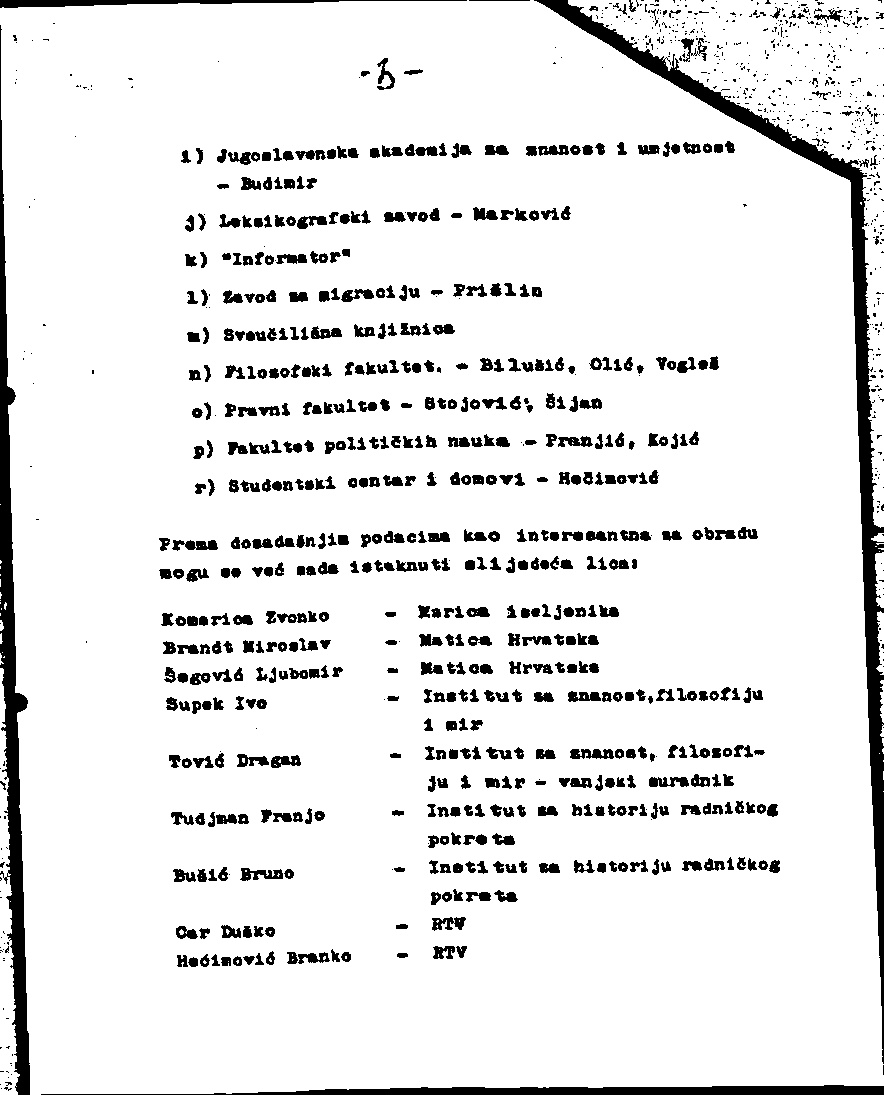 -3-
i) Jugoslavenska akademija za znanost i umjetnost
- Budimir
j) Leksikografski zavod - Marković
k) "Informator"
l) Zavod za migraciju - Prišlin
m) Sveučilišna knjižnica
n) Filozofski fakultet. - Bilušić, Olić, Vogleš
o) Pravni fakultet - Stojović, Šijan
p) Fakultet političkih nauka - Pranjić, Kojić
r) Studentski centar i domovi - Hećimović
Prema dosadašnjim podacima kao interesantna za obradu
mogu se već sada istaknuti slijedeća lica:
Komarica Zvonko - Marica iseljenika
Brandt Miroslav - Matica Hrvatska
Šegović Ljubomir - Matica Hrvatska
Supek Ivo - Institut za znanost,filozofiju
i mir
Tović Dragan - Institut za znanost, filozofi-
ju i mir - vanjski suradnik
Tudjman Franjo - Institut za historiju radničkog
pokreta
Bušić Bruno - Institut za historiju radničkog
pokreta
Car Duško - RTV
Hećimović Branko - RTV